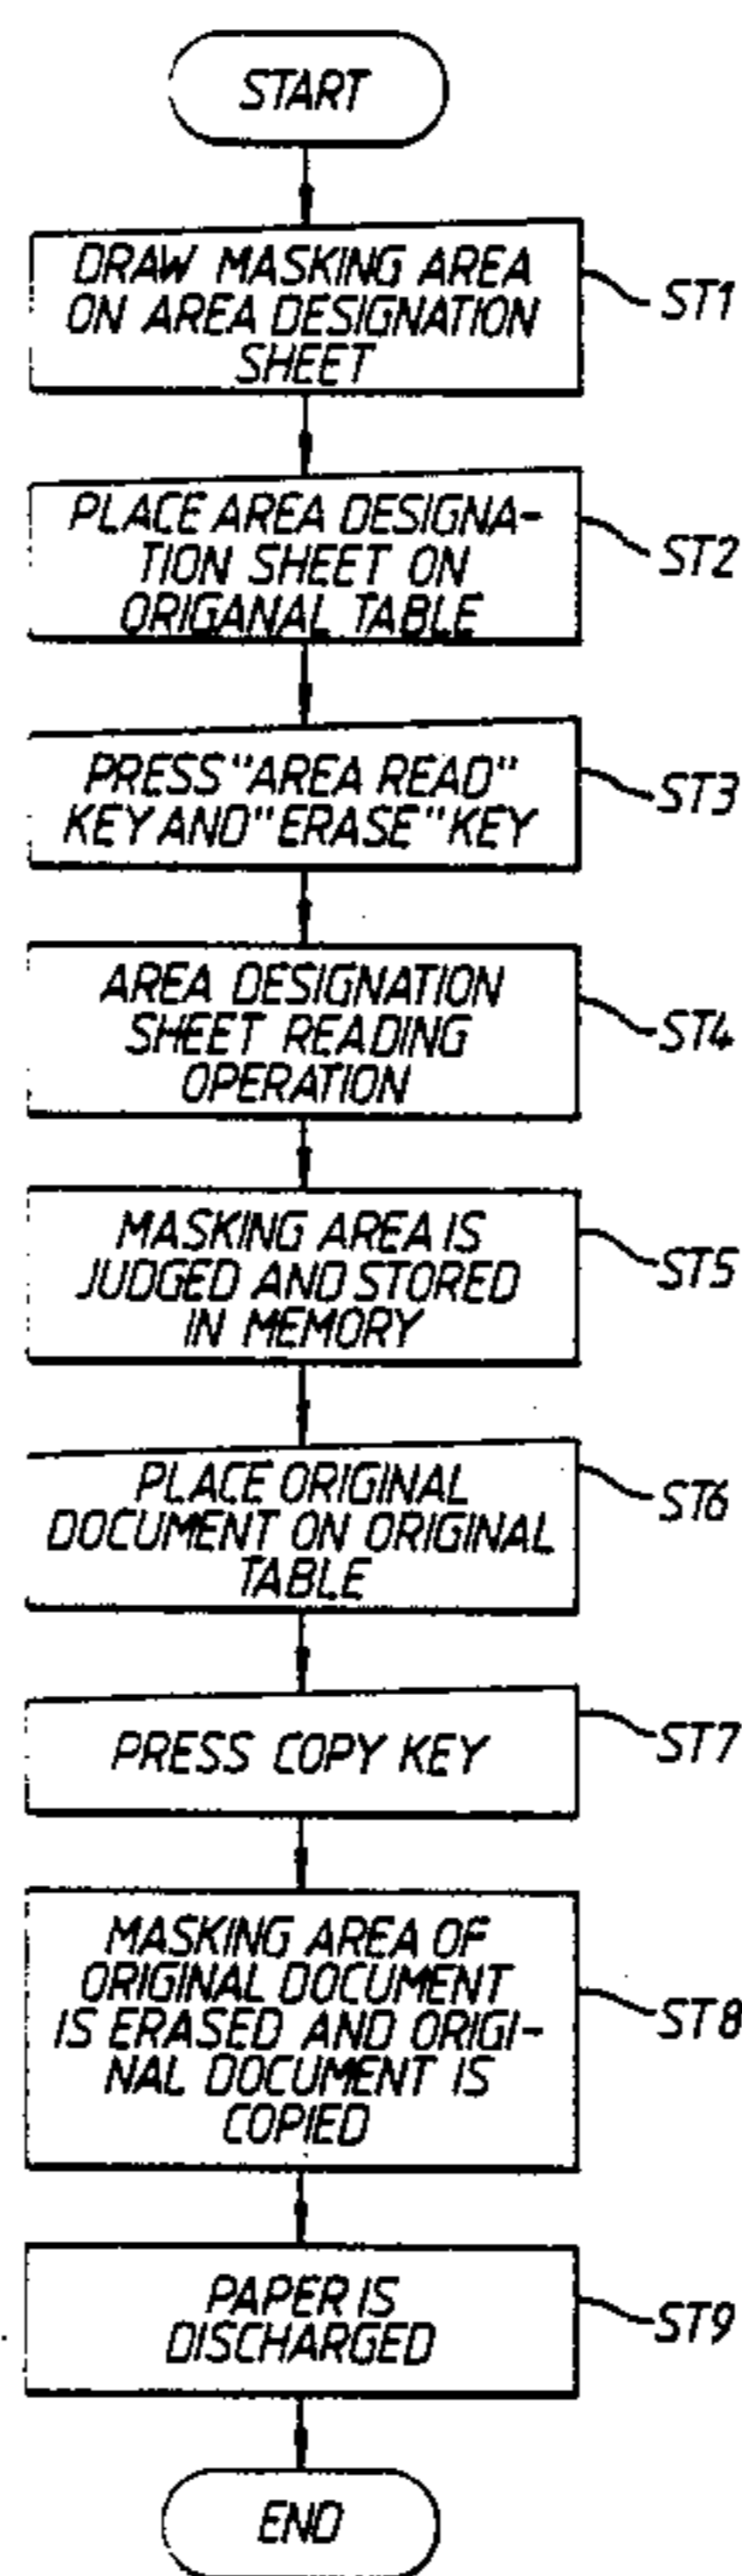 START
DRAW MASKING AREA
ON AREA DESIGNATION
SHEET
ST1
PLACE AREA DESIGNA-
TION SHEET ON
ORIGANAL TABLE
ST2
PRESS "AREA READ"
KEY AND "ERASE" KEY
ST3
AREA DESIGNATION
SHEET READING
OPERATION
ST4
MASKING AREA IS
JUDGED AND STORED
IN MEMORY
ST5
PLACE ORIGINAL
DOCUMENT ON ORIGINAL
TABLE
ST6
PRESS COPY KEY
ST7
MASKING AREA OF
ORIGINAL DOCUMENT
IS ERASED AND ORIGI-
NAL DOCUMENT IS
COPIED
ST8
PAPER IS
DISCHARGED
ST9
END